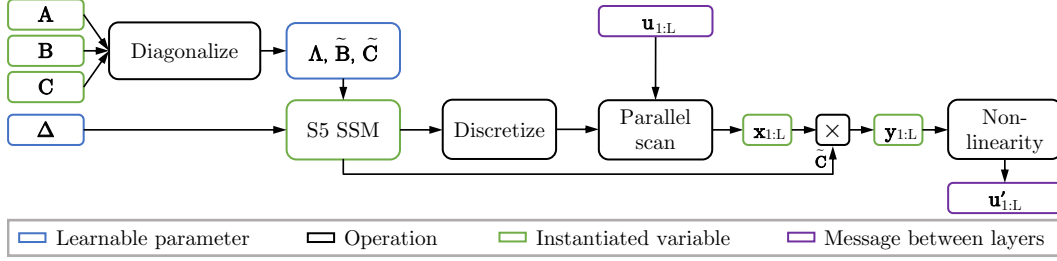 A
B
C
Δ
Diagonalize
Λ, B̃, C̃
S5 SSM
Discretize
u1:L
Parallel
scan
x1:L
×
C̃
y1:L
Non-
linearity
u′1:L
Learnable parameter
Operation
Instantiated variable
Message between layers